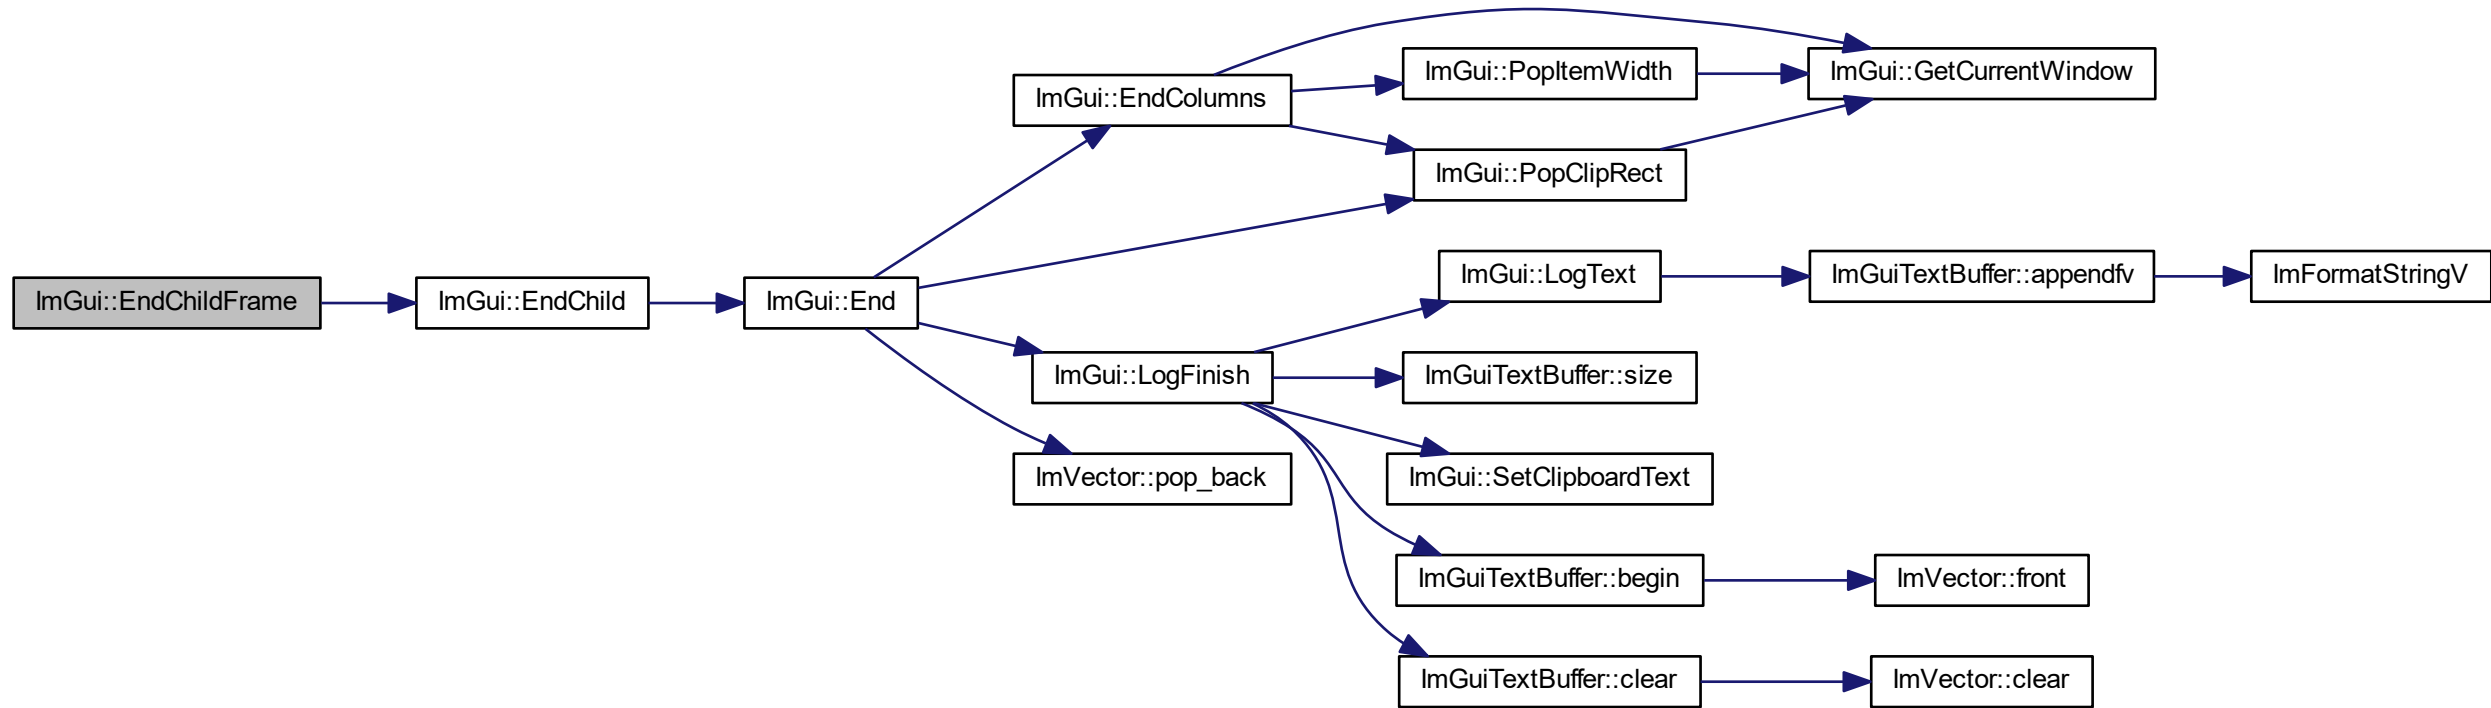 ImGui::EndChildFrame
ImGui::EndChild
ImGui::End
ImGui::EndColumns
ImGui::PopItemWidth
ImGui::GetCurrentWindow
ImGui::PopClipRect
ImGui::LogFinish
ImGui::LogText
ImGuiTextBuffer::appendfv
ImFormatStringV
ImGuiTextBuffer::size
ImGui::SetClipboardText
ImVector::pop_back
ImGuiTextBuffer::begin
ImVector::front
ImGuiTextBuffer::clear
ImVector::clear